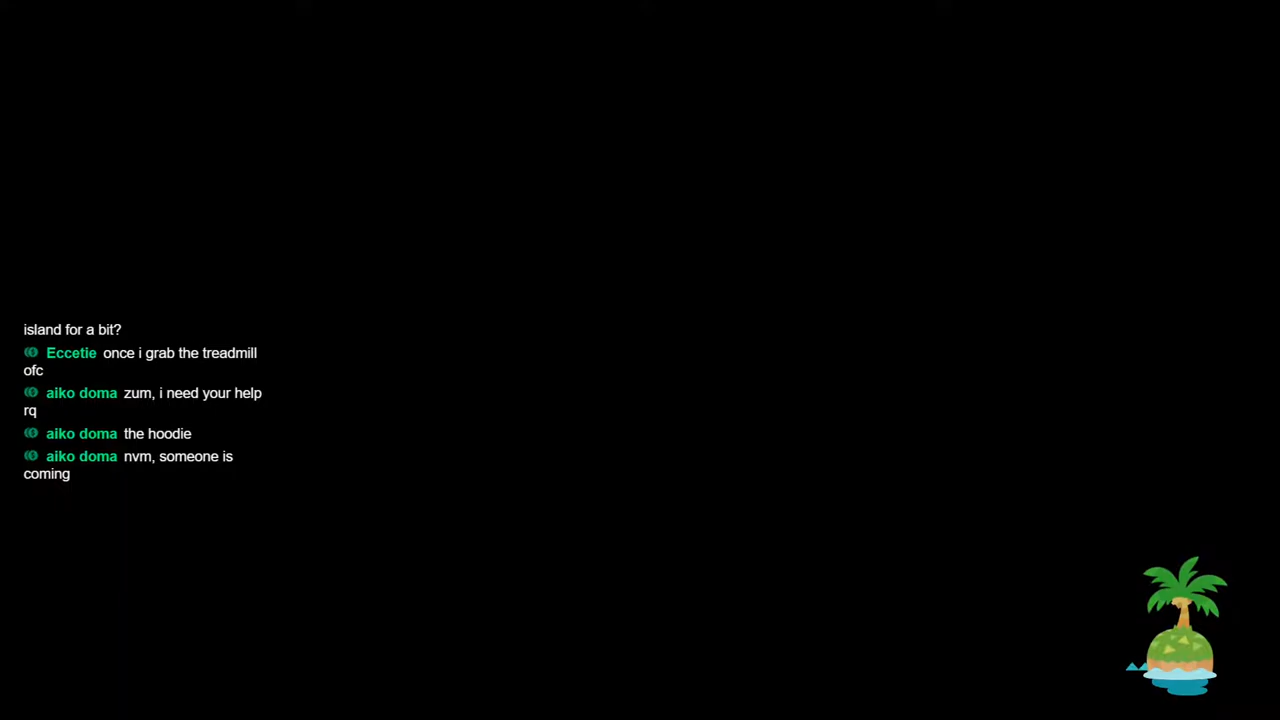 island for a bit?
Eccetie once i grab the treadmill
ofc
aiko doma zum, i need your help
rq
aiko doma the hoodie
aiko doma nvm, someone is
coming